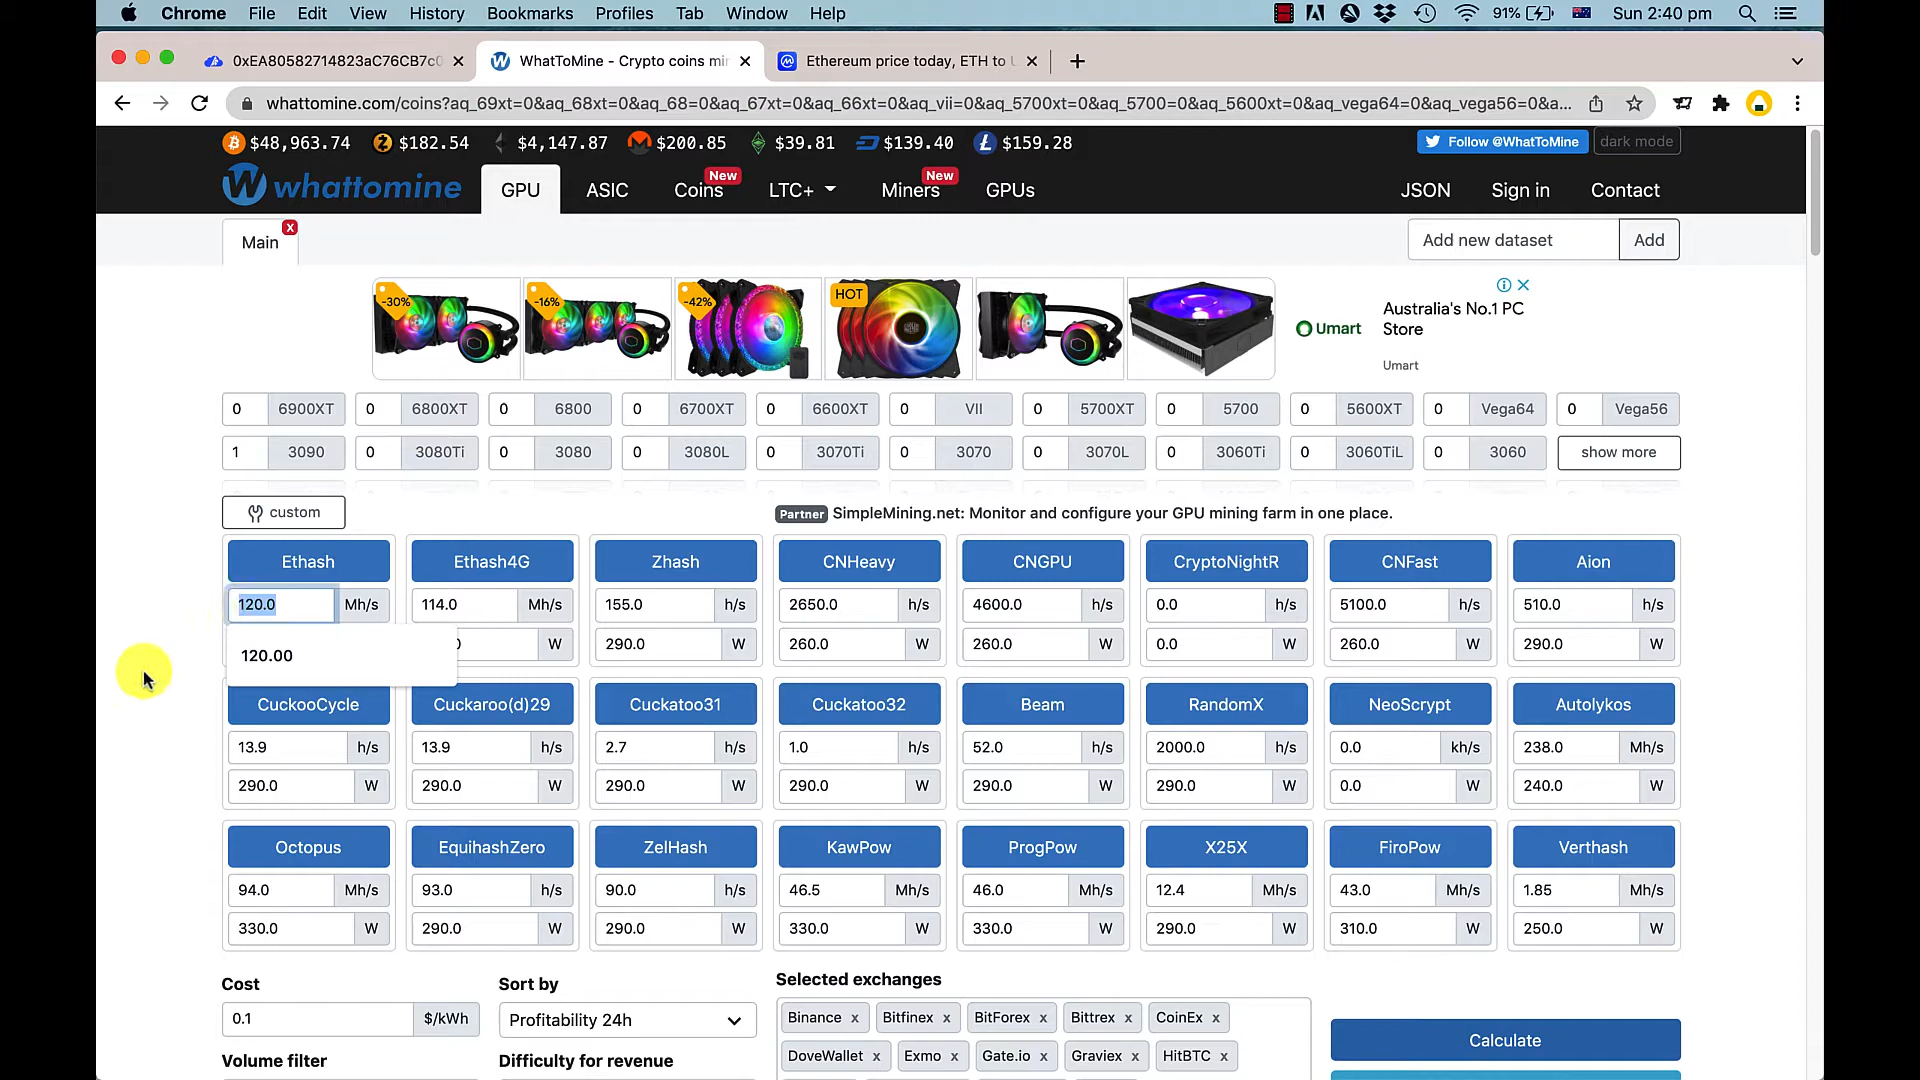 Chrome File Edit View History Bookmarks Profiles Tab Window Help 91% Sun 2:40 pm
0xEA80582714823aC76CB7c0 WhatToMine - Crypto coins mi Ethereum price today, ETH to
whattomine.com/coins?aq_69xt=0&aq_68xt=0&aq_68=0&aq_67xt=0&aq_66xt=0&aq_vii=0&aq_5700xt=0&aq_5700=0&aq_5600xt=0&aq_vega64=0&aq_vega56=0&a...
$48,963.74 $182.54 $4,147.87 $200.85 $39.81 $139.40 $159.28 Follow @WhatToMine dark mode
whattomine GPU ASIC Coins New LTC+ Miners New GPUs JSON Sign in Contact
Main x Add new dataset Add
-30% -16% -42% HOT Umart Australia's No.1 PC
Store
Umart
0 6900XT 0 6800XT 0 6800 0 6700XT 0 6600XT 0 VII 0 5700XT 0 5700 0 5600XT 0 Vega64 0 Vega56
1 3090 0 3080Ti 0 3080 0 3080L 0 3070Ti 0 3070 0 3070L 0 3060Ti 0 3060TiL 0 3060 show more
custom Partner SimpleMining.net: Monitor and configure your GPU mining farm in one place.
Ethash Ethash4G Zhash CNHeavy CNGPU CryptoNightR CNFast Aion
120.0 Mh/s 114.0 Mh/s 155.0 h/s 2650.0 h/s 4600.0 h/s 0.0 h/s 5100.0 h/s 510.0 h/s
120.00 W 290.0 W 260.0 W 260.0 W 0.0 W 260.0 W 290.0 W
CuckooCycle Cuckaroo(d)29 Cuckatoo31 Cuckatoo32 Beam RandomX NeoScrypt Autolykos
13.9 h/s 13.9 h/s 2.7 h/s 1.0 h/s 52.0 h/s 2000.0 h/s 0.0 kh/s 238.0 Mh/s
290.0 W 290.0 W 290.0 W 290.0 W 290.0 W 290.0 W 0.0 W 240.0 W
Octopus EquihashZero ZelHash KawPow ProgPow X25X FiroPow Verthash
94.0 Mh/s 93.0 h/s 90.0 h/s 46.5 Mh/s 46.0 Mh/s 12.4 Mh/s 43.0 Mh/s 1.85 Mh/s
330.0 W 290.0 W 290.0 W 330.0 W 330.0 W 290.0 W 310.0 W 250.0 W
Cost Sort by Selected exchanges
0.1 $/kWh Profitability 24h Binance x Bitfinex x BitForex x Bittrex x CoinEx x Calculate
Volume filter Difficulty for revenue DoveWallet x Exmo x Gate.io x Graviex x HitBTC x